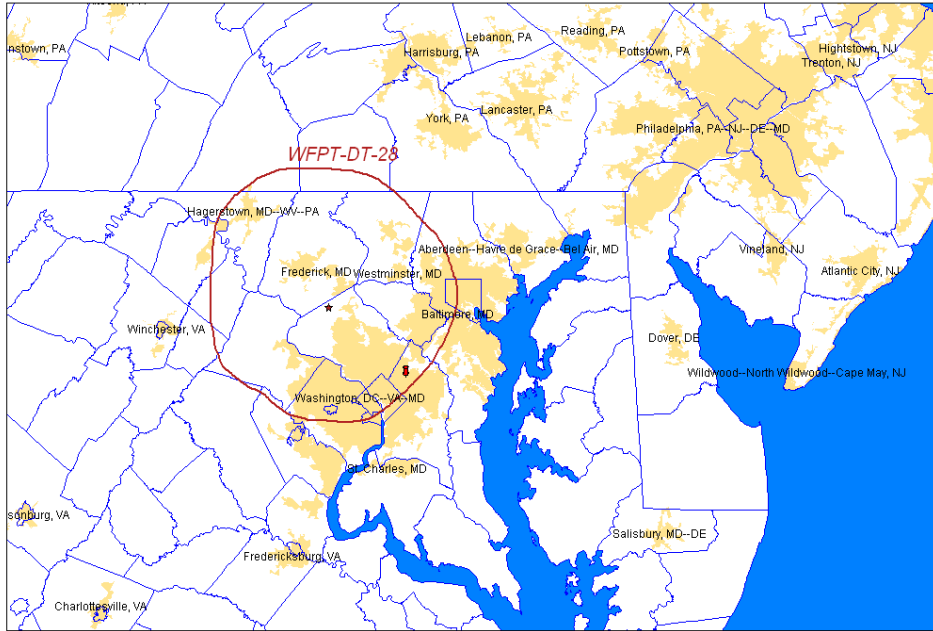 Lebanon, PA
Reading, PA
nstown, PA
Harrisburg, PA
Pottstown, PA
Hightstown, NJ
Trenton, NJ
Lancaster, PA
York, PA
Philadelphia, PA--NJ--DE--MD
WFPT-DT-28
Hagerstown, MD--WV--PA
Aberdeen--Havre de Grace--Bel Air, MD
Vineland, NJ
Frederick, MD
Westminster, MD
Atlantic City, NJ
Baltimore, MD
Winchester, VA
Dover, DE
Wildwood--North Wildwood--Cape May, NJ
Washington, DC--VA--MD
St. Charles, MD
sonburg, VA
Salisbury, MD--DE
Fredericksburg, VA
Charlottesville, VA